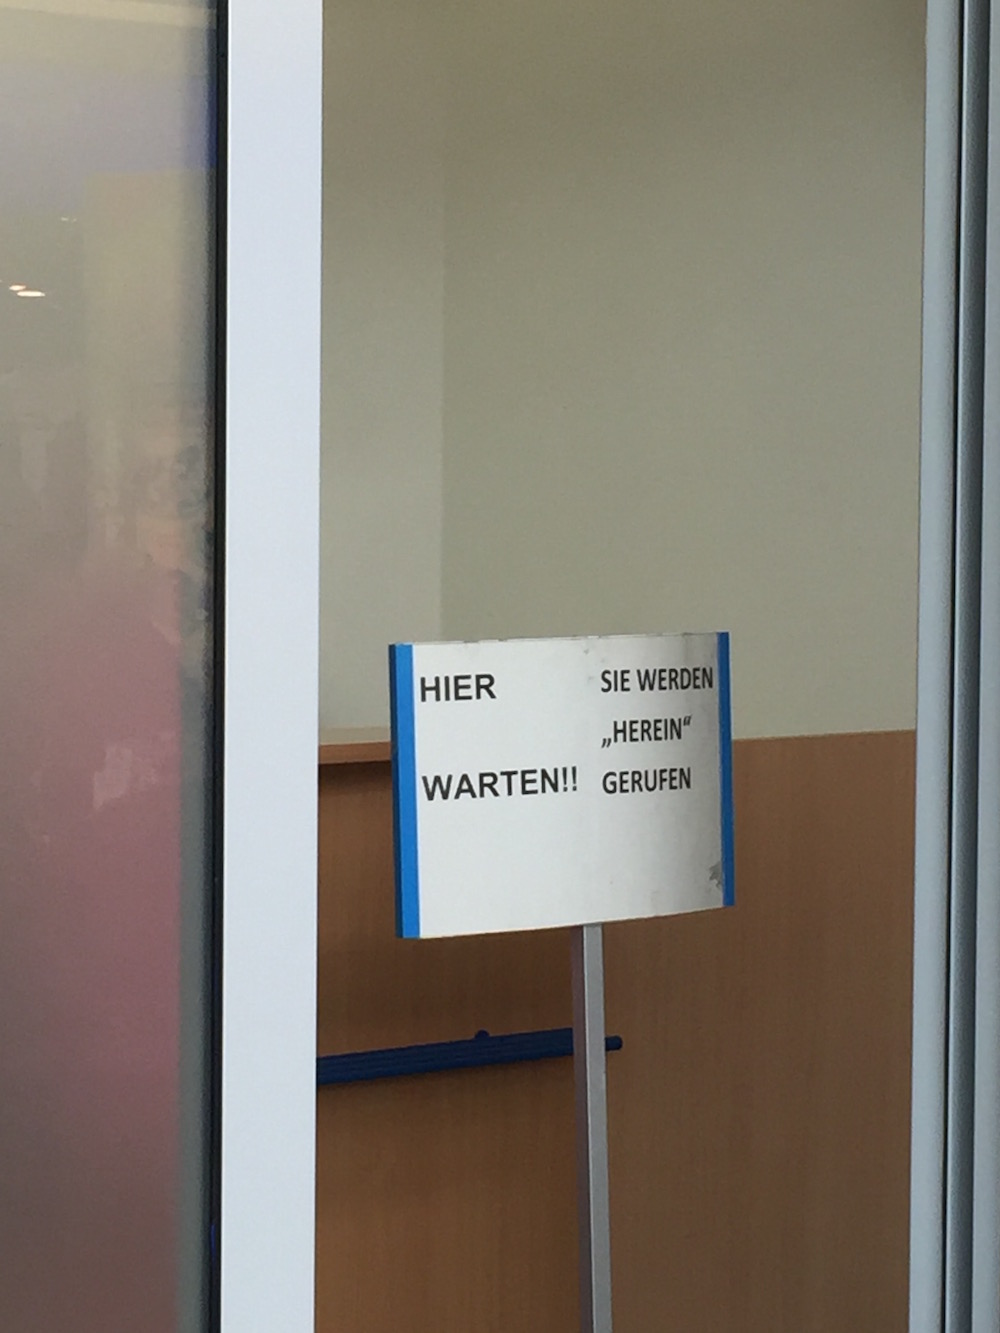 HIER
WARTEN!!
SIE WERDEN
„HEREIN“
GERUFEN